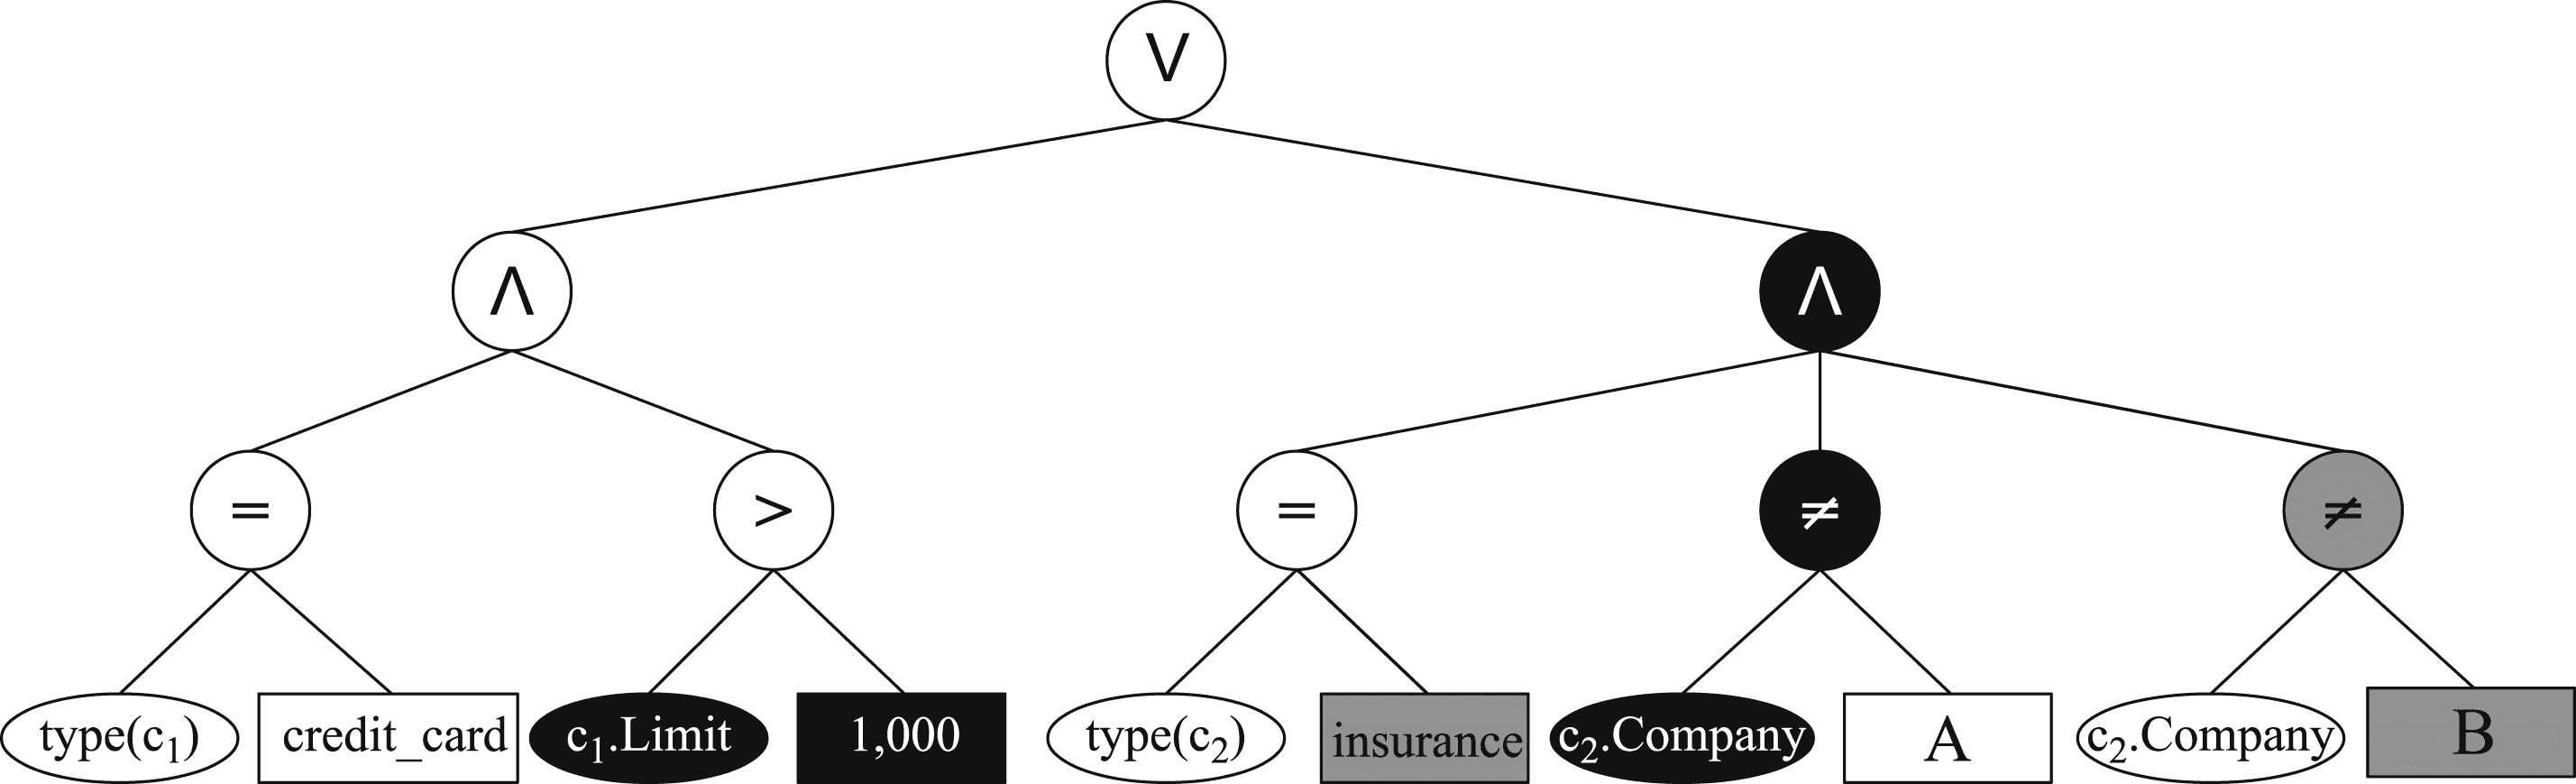 ∨
∧ ∧
= > = ≠ ≠
type(c₁) credit_card c₁.Limit 1,000 type(c₂) insurance c₂.Company A c₂.Company B